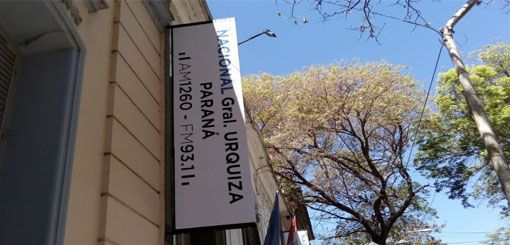 NACIONAL Gral. URQUIZA
PARANÁ
AM1260 - FM93.1